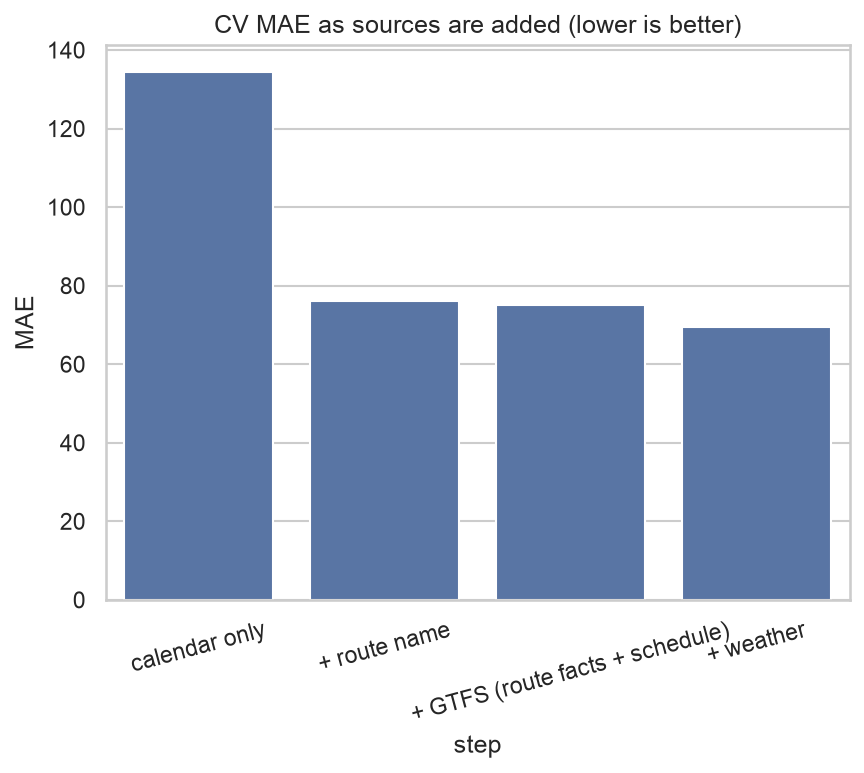 CV MAE as sources are added (lower is better)
140
120
100
80
60
40
20
0
MAE
calendar only
+ route name
+ GTFS (route facts + schedule)
+ weather
step